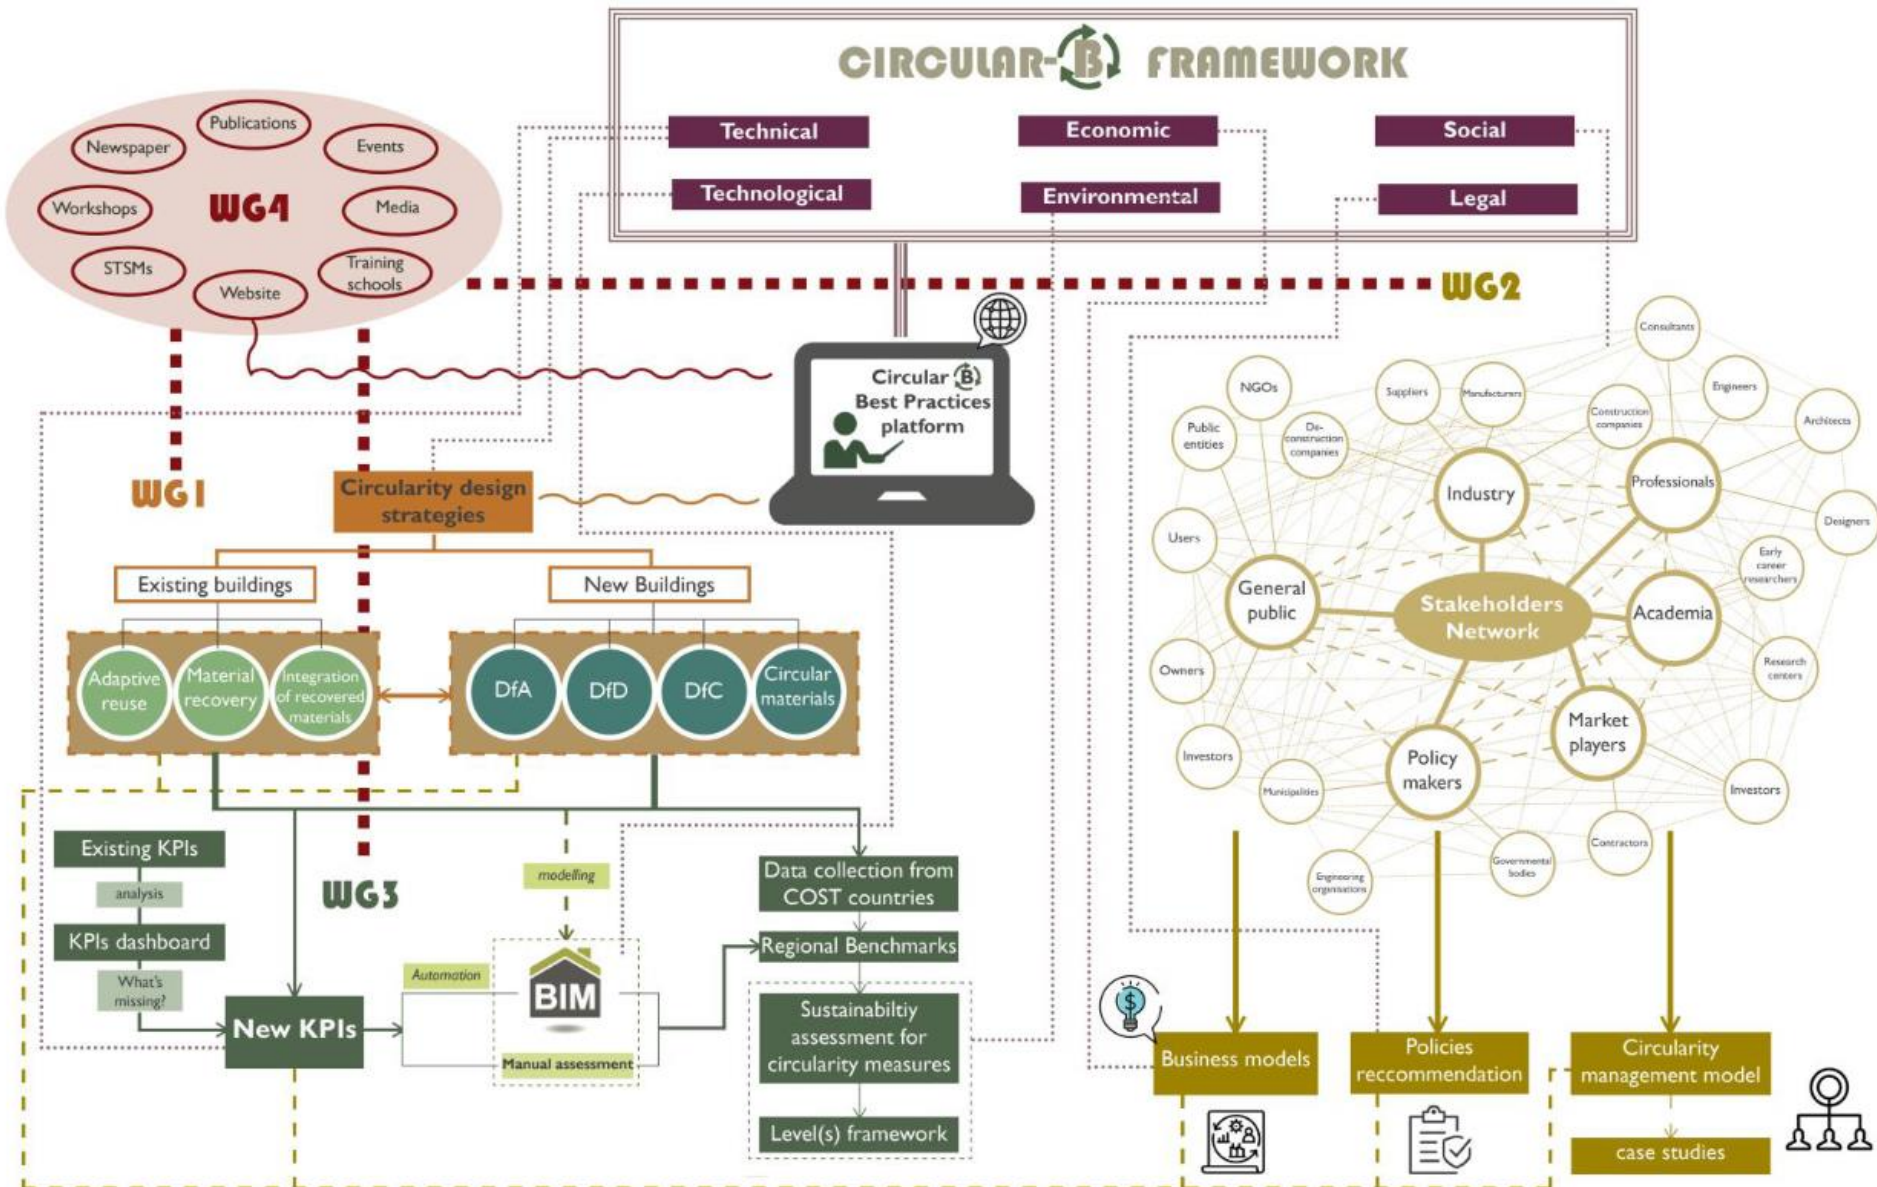 CIRCULAR-B FRAMEWORK
Technical
Economic
Social
Technological
Environmental
Legal
Publications
Newspaper
Events
Workshops
WG4
Media
STSMs
Training
schools
Website
WG2
WG1
Circular B
Best Practices
platform
Circularity design
strategies
Existing buildings
New Buildings
Adaptive
reuse
Material
recovery
Integration
of recovered
materials
DfA
DfD
DfC
Circular
materials
Existing KPIs
analysis
KPIs dashboard
What's
missing?
New KPIs
WG3
modelling
Automation
BIM
Manual assessment
Data collection from
COST countries
Regional Benchmarks
Sustainabiltiy
assessment for
circularity measures
Level(s) framework
Consultants
NGOs
Suppliers
Manufacturers
Engineers
Public
entities
De-
construction
companies
Construction
companies
Architects
Industry
Professionals
Users
Designers
Early
career
researchers
General
public
Stakeholders
Network
Academia
Owners
Research
centers
Market
players
Investors
Policy
makers
Municipalities
Investors
Contractors
Engineering
organisations
Governmental
bodies
Business models
Policies
reccommendation
Circularity
management model
case studies